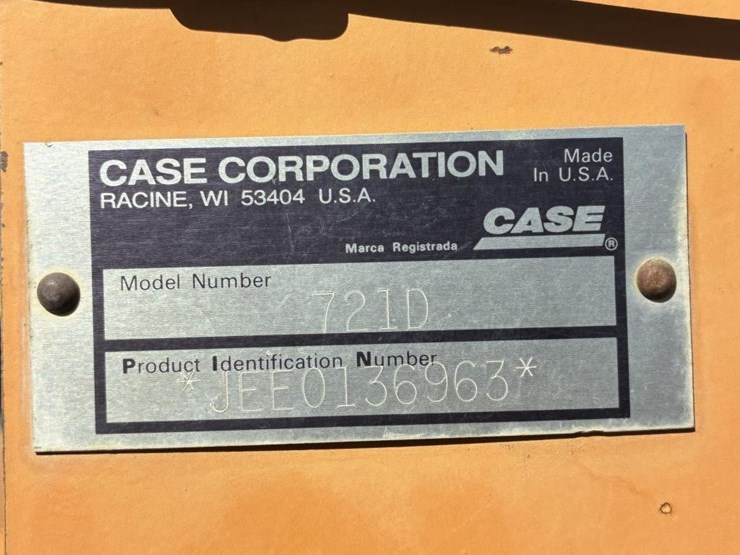 CASE CORPORATION
Made
In U.S.A.
RACINE, WI 53404 U.S.A.
CASE
Marca Registrada
®
Model Number
721D
Product Identification Number
*JEE0136963*